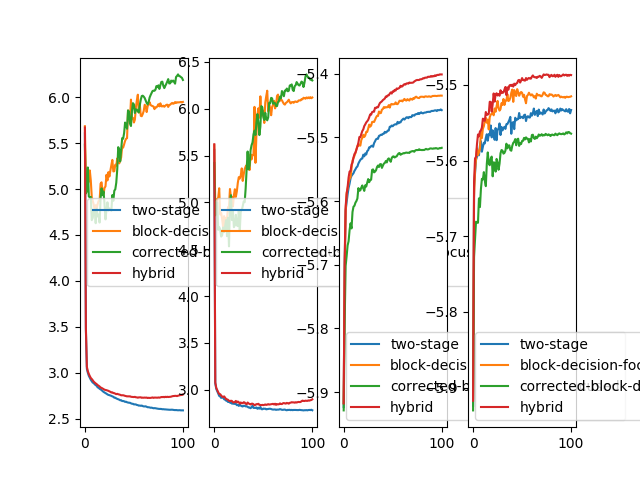 6.0
5.5
5.0
4.5
4.0
3.5
3.0
2.5
0
100
two-stage
block-decis
corrected-b
hybrid
6.5
6.0
5.5
5.0
4.5
4.0
3.5
3.0
0
100
two-stage
block-decis
corrected-b
hybrid
−5.4
−5.5
−5.6
−5.7
−5.8
−5.9
0
100
two-stage
block-decis
corrected-b
hybrid
−5.5
−5.6
−5.7
−5.8
0
100
two-stage
block-decision-foc
corrected-block-d
hybrid